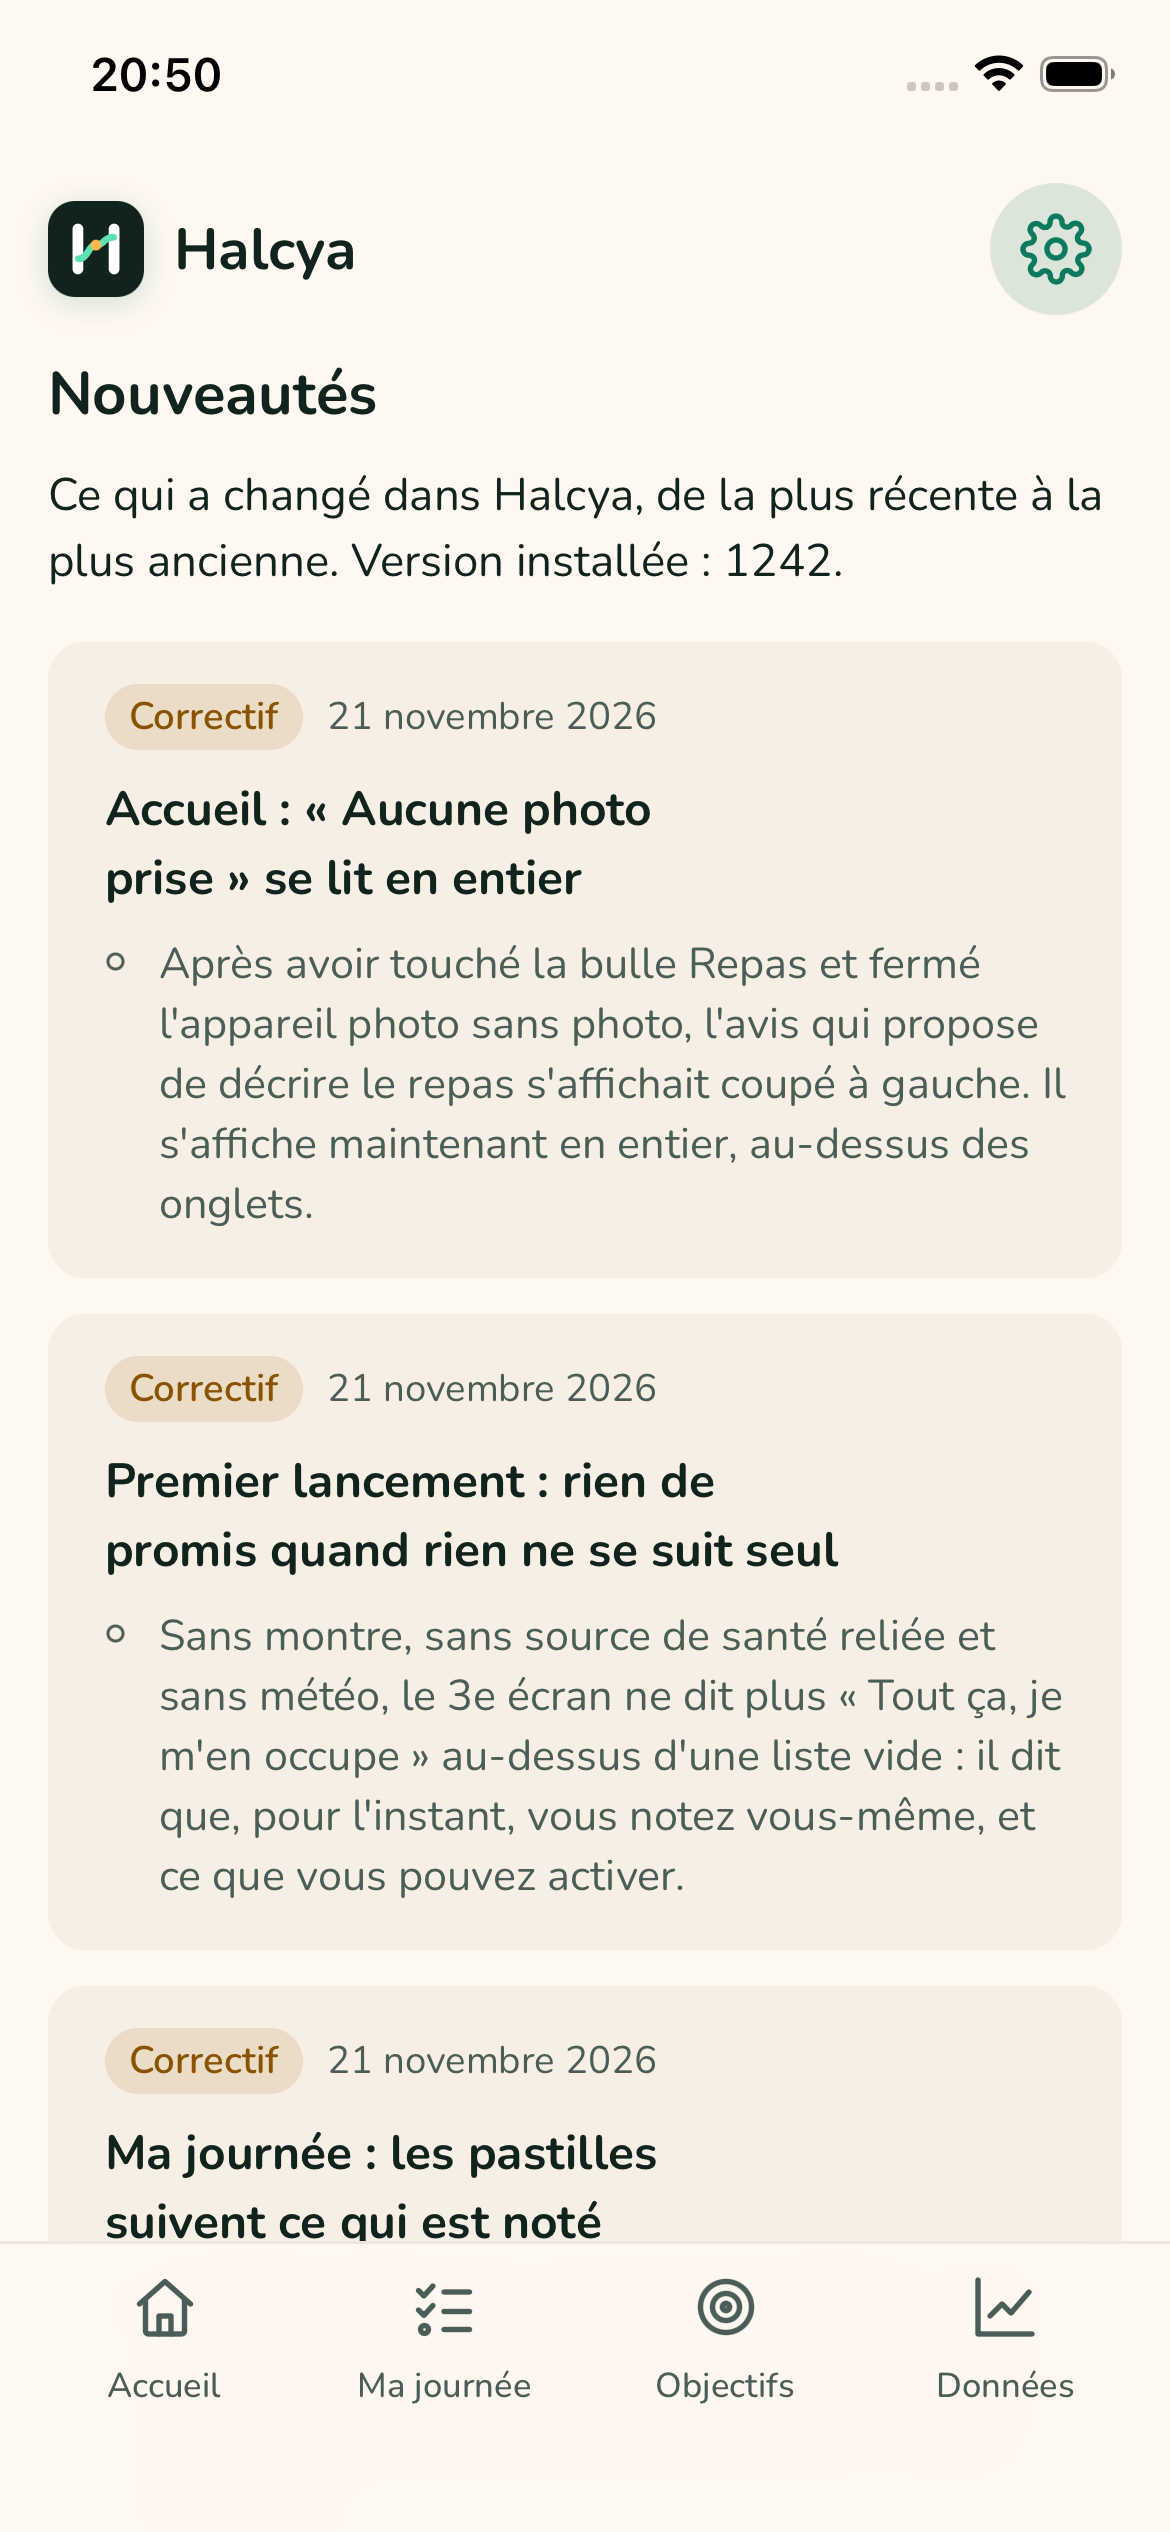 20:50
Halcya
Nouveautés
Ce qui a changé dans Halcya, de la plus récente à la
plus ancienne. Version installée : 1242.
Correctif 21 novembre 2026
Accueil : « Aucune photo
prise » se lit en entier
Après avoir touché la bulle Repas et fermé
l'appareil photo sans photo, l'avis qui propose
de décrire le repas s'affichait coupé à gauche. Il
s'affiche maintenant en entier, au-dessus des
onglets.
Correctif 21 novembre 2026
Premier lancement : rien de
promis quand rien ne se suit seul
Sans montre, sans source de santé reliée et
sans météo, le 3e écran ne dit plus « Tout ça, je
m'en occupe » au-dessus d'une liste vide : il dit
que, pour l'instant, vous notez vous-même, et
ce que vous pouvez activer.
Correctif 21 novembre 2026
Ma journée : les pastilles
suivent ce qui est noté
Accueil
Ma journée
Objectifs
Données